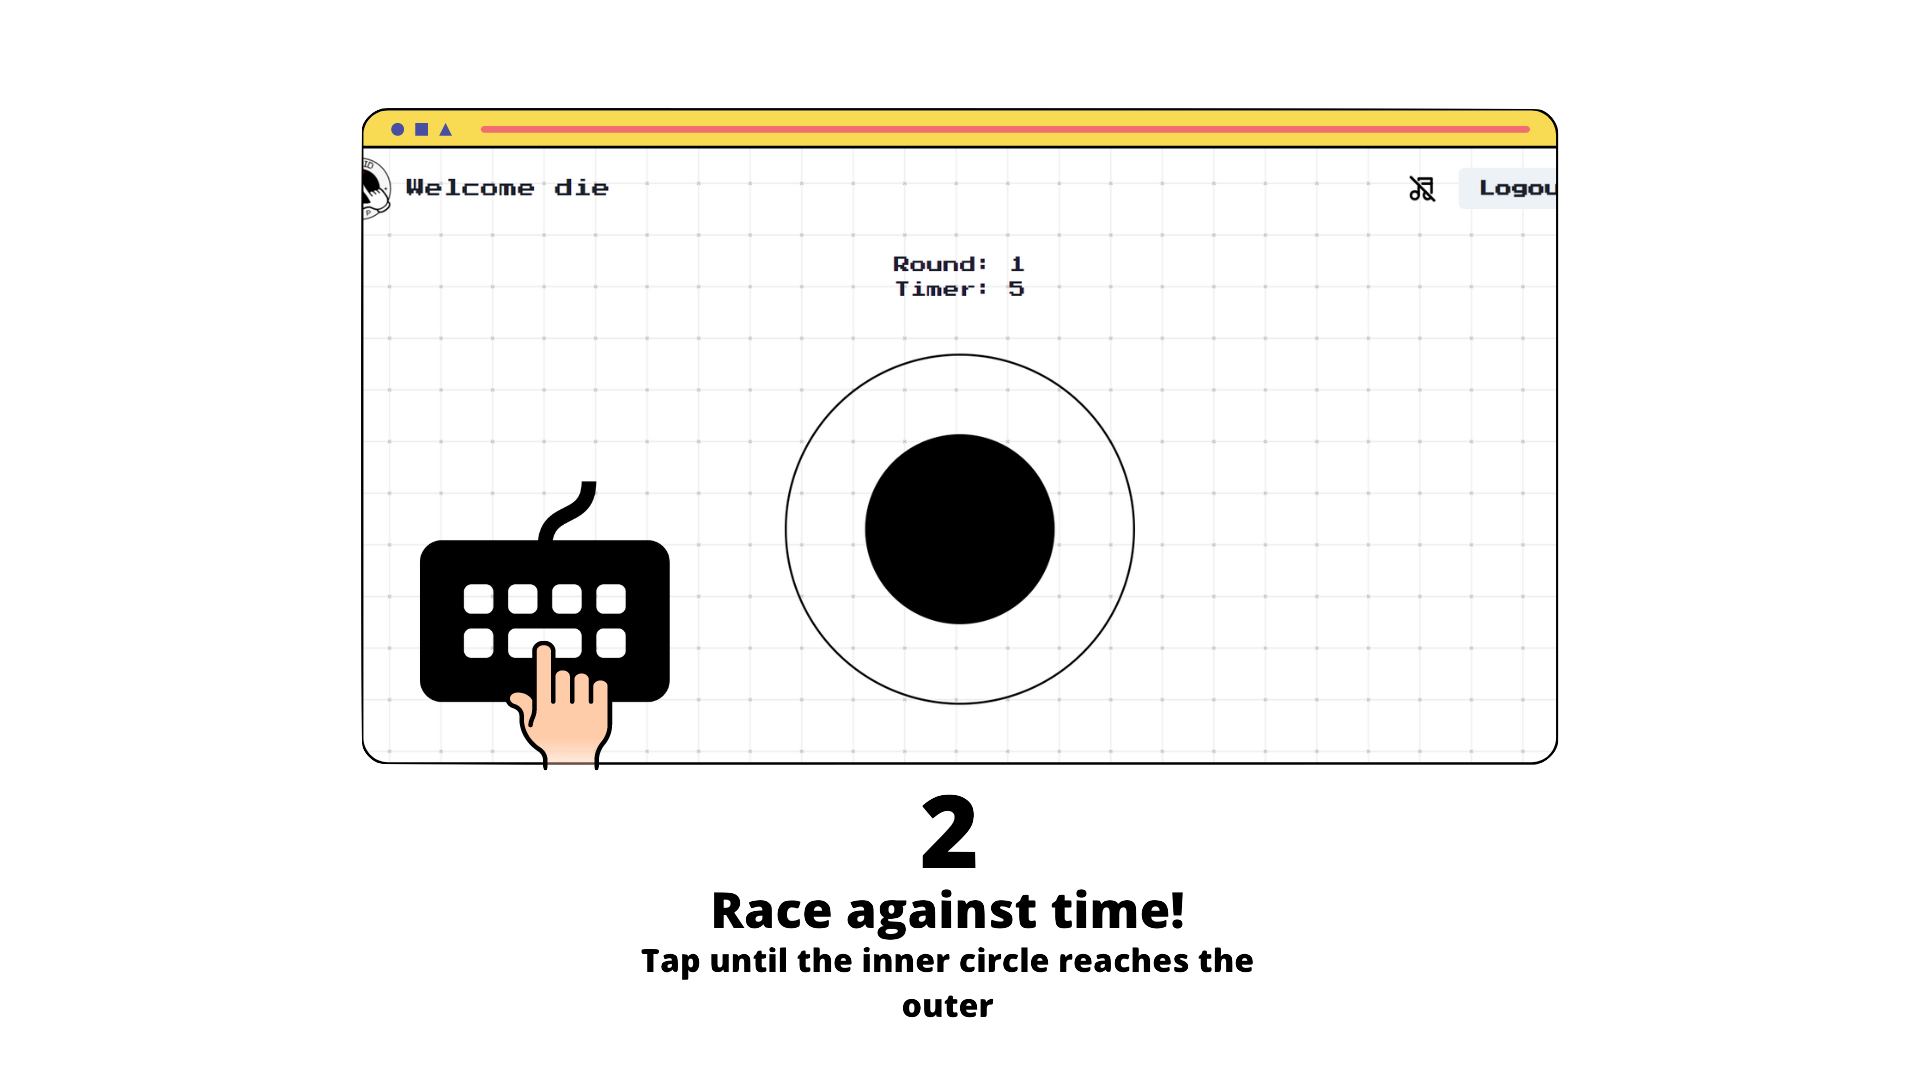 ID
Welcome die
Logou
P
Round: 1
Timer: 5
2
Race against time!
Tap until the inner circle reaches the
outer